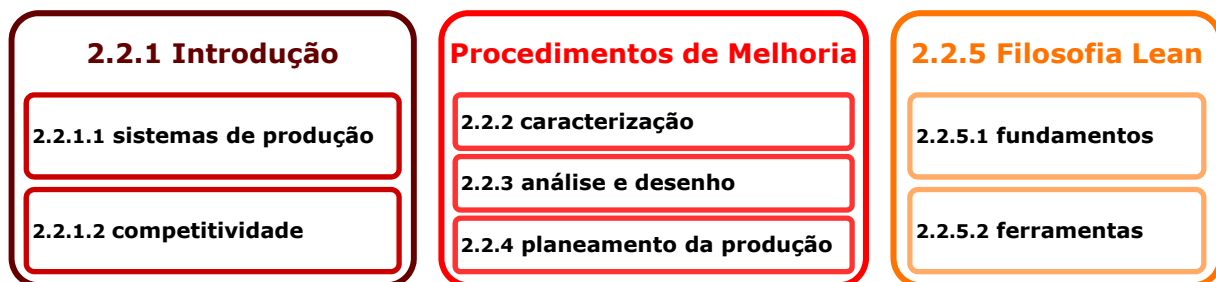 2.2.1 Introdução
2.2.1.1 sistemas de produção
2.2.1.2 competitividade
Procedimentos de Melhoria
2.2.2 caracterização
2.2.3 análise e desenho
2.2.4 planeamento da produção
2.2.5 Filosofia Lean
2.2.5.1 fundamentos
2.2.5.2 ferramentas